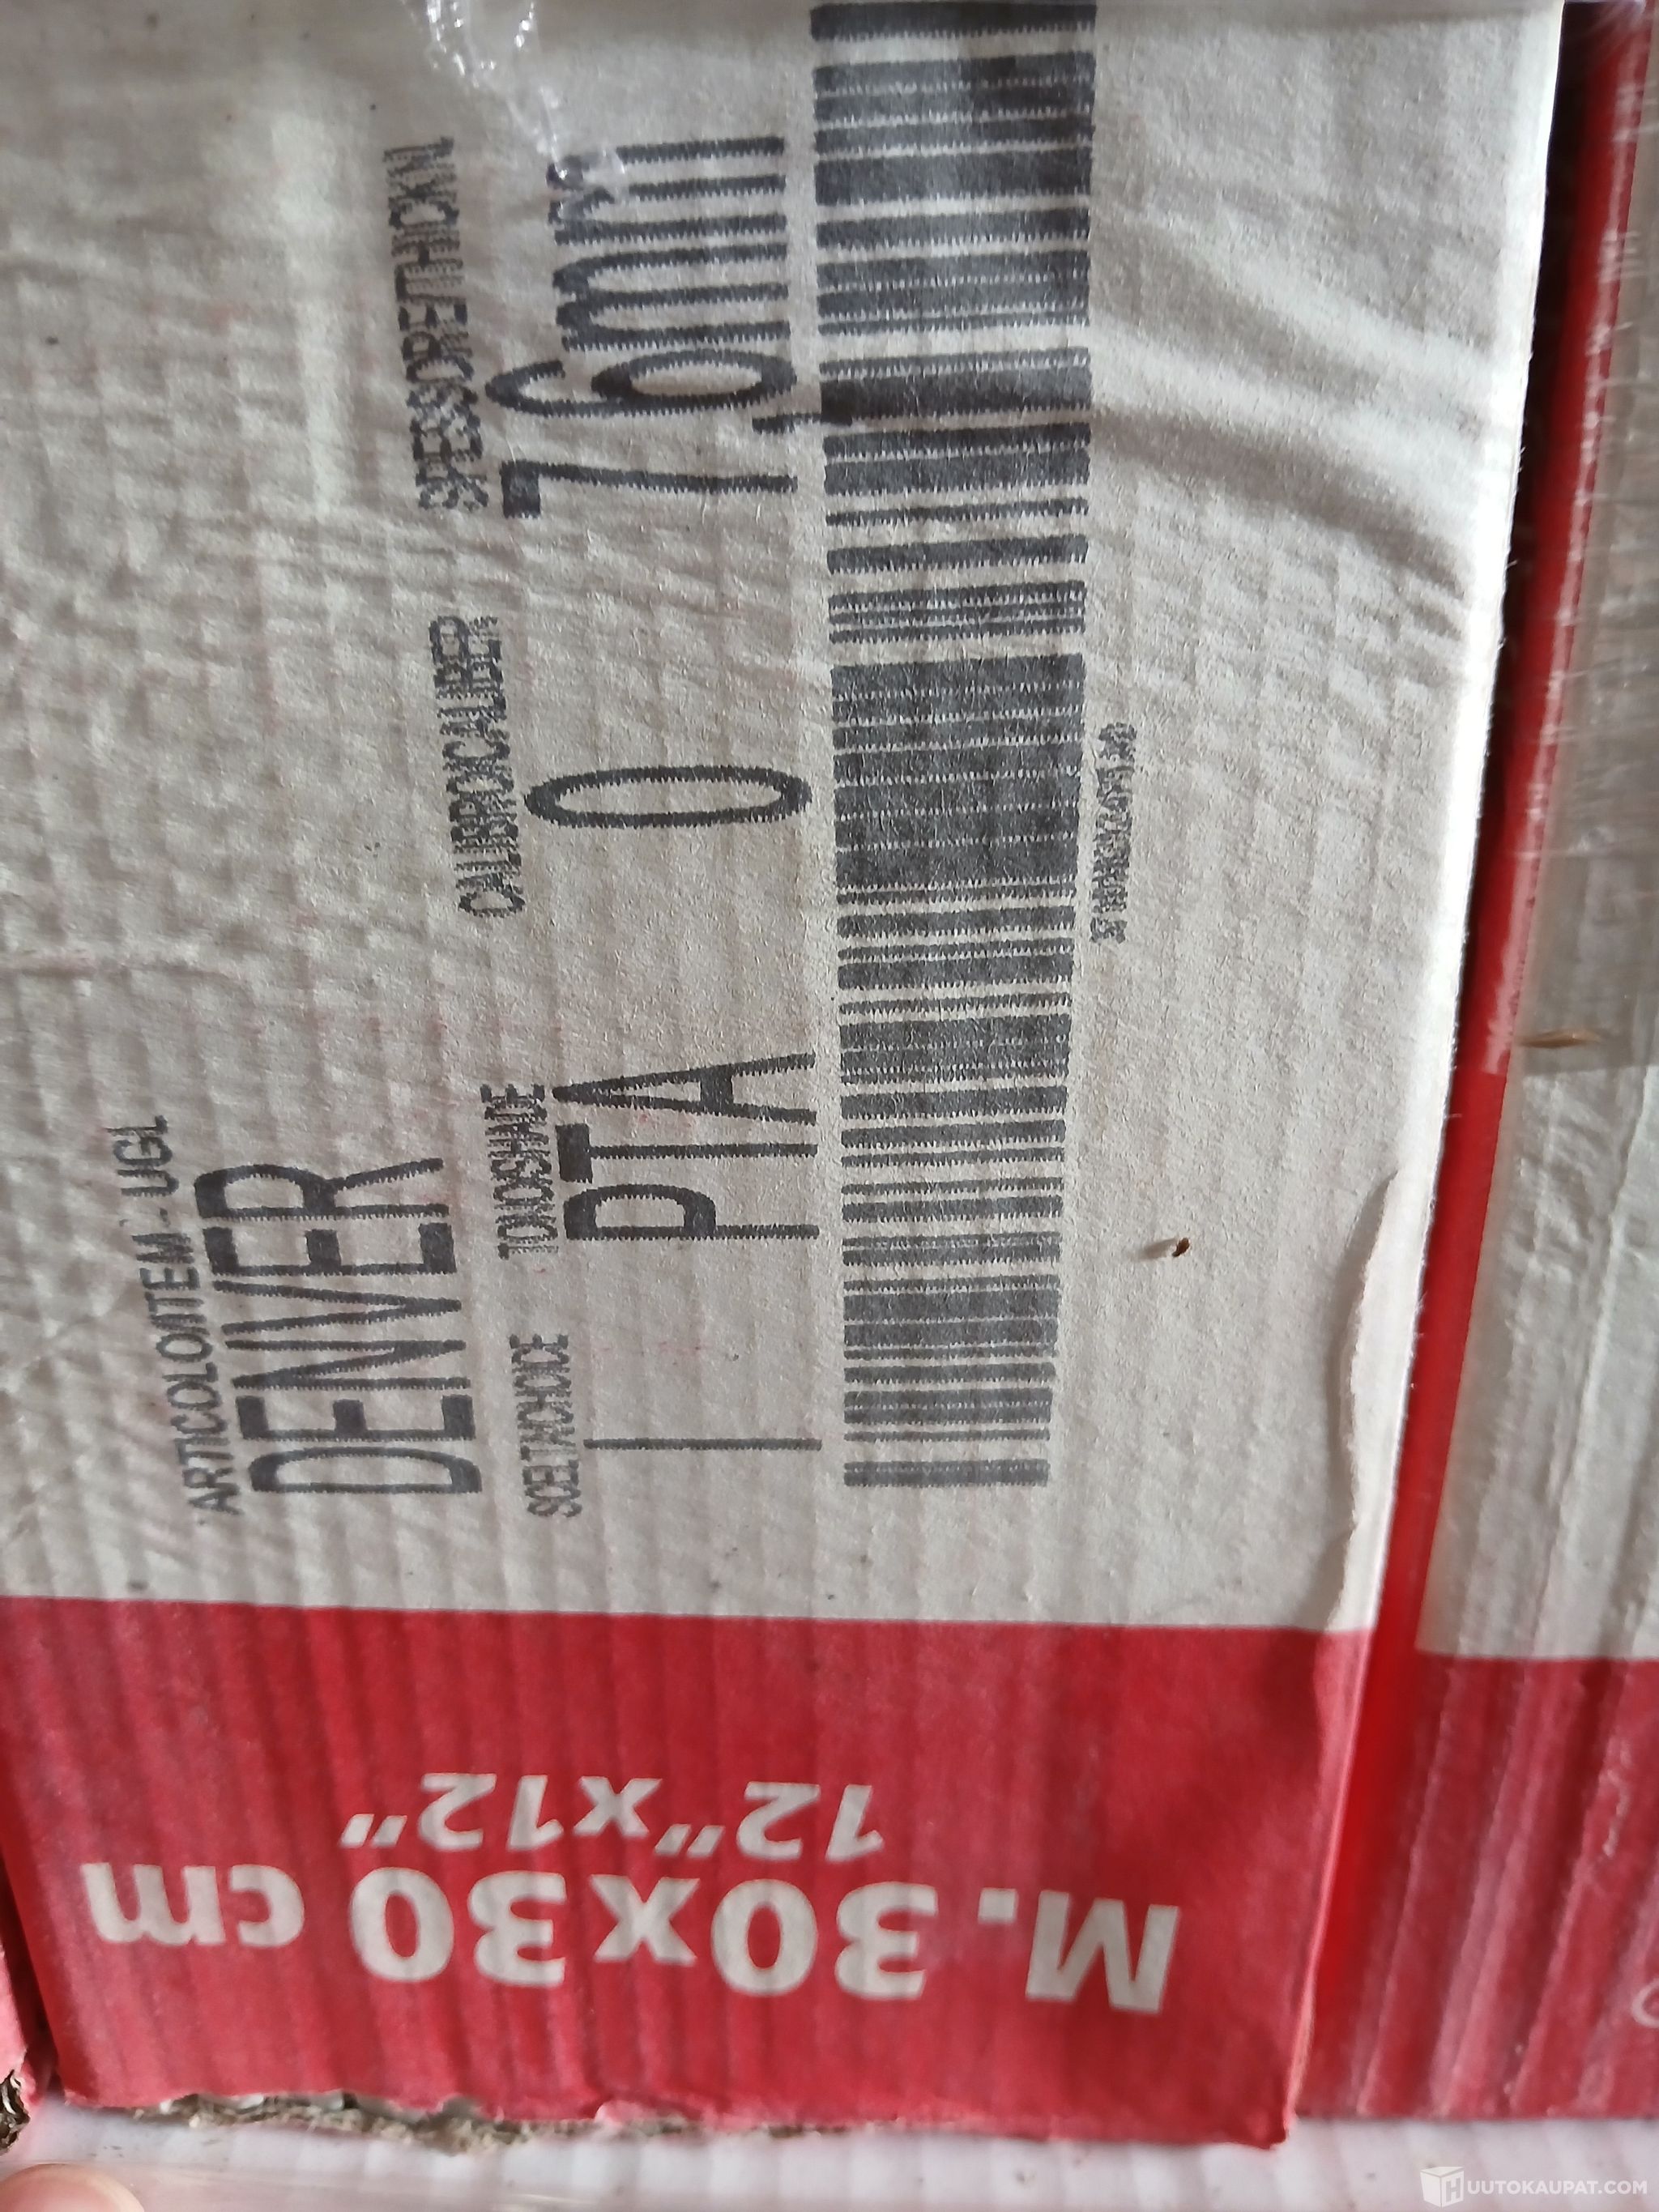 ARTICOLO/ITEM - UGL
DENVER
SCELTA/CHOICE TONO/SHADE CALIBRO/CALIBER SPESSORE/THICKN.
I PTA 0 7,6mm
M. 30x30 cm
12"x12"
HUUTOKAUPAT.COM